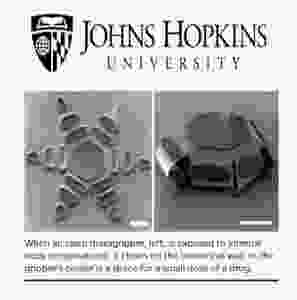 JOHNS HOPKINS
UNIVERSITY
When an open theragripper, left, is exposed to internal
body temperatures, it closes on the intestinal wall. In the
gripper's center is a space for a small dose of a drug.